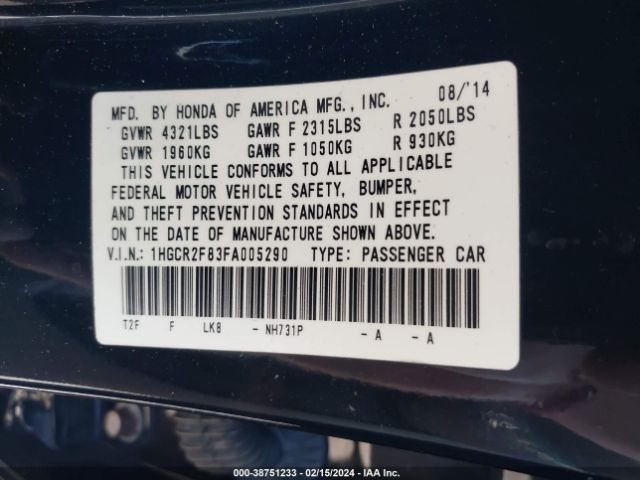 MFD. BY HONDA OF AMERICA MFG., INC. 08/'14
GVWR 4321LBS GAWR F 2315LBS R 2050LBS
GVWR 1960KG GAWR F 1050KG R 930KG
THIS VEHICLE CONFORMS TO ALL APPLICABLE
FEDERAL MOTOR VEHICLE SAFETY, BUMPER,
AND THEFT PREVENTION STANDARDS IN EFFECT
ON THE DATE OF MANUFACTURE SHOWN ABOVE.
V.I.N.: 1HGCR2F83FA005290 TYPE: PASSENGER CAR
T2F F LK8 - NH731P - A - A
000-38751233 - 02/15/2024 - IAA Inc.